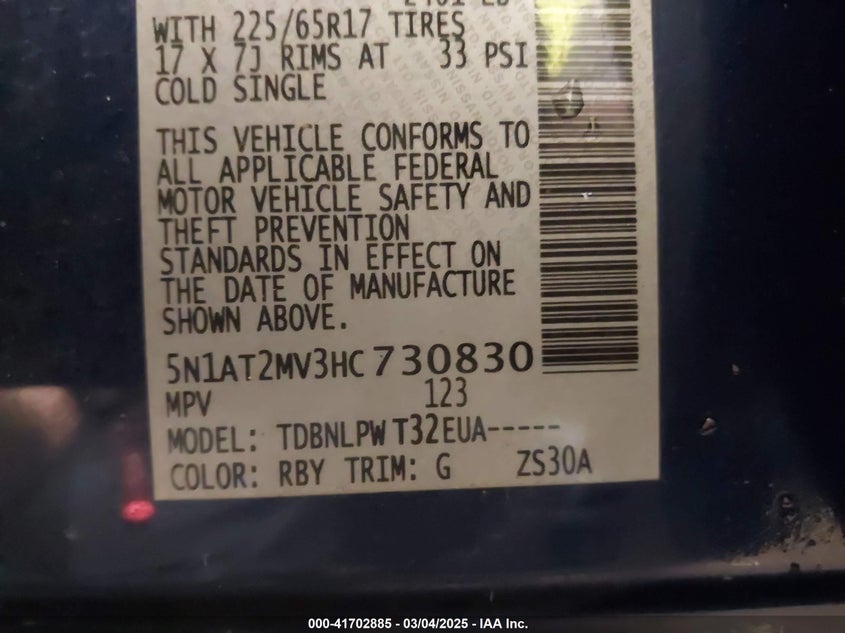 WITH 225/65R17 TIRES
17 X 7J RIMS AT 33 PSI
COLD SINGLE
THIS VEHICLE CONFORMS TO
ALL APPLICABLE FEDERAL
MOTOR VEHICLE SAFETY AND
THEFT PREVENTION
STANDARDS IN EFFECT ON
THE DATE OF MANUFACTURE
SHOWN ABOVE.
5N1AT2MV3HC730830
MPV 123
MODEL: TDBNLPW T32EUA-----
COLOR: RBY TRIM: G ZS30A
000-41702885 - 03/04/2025 - IAA Inc.